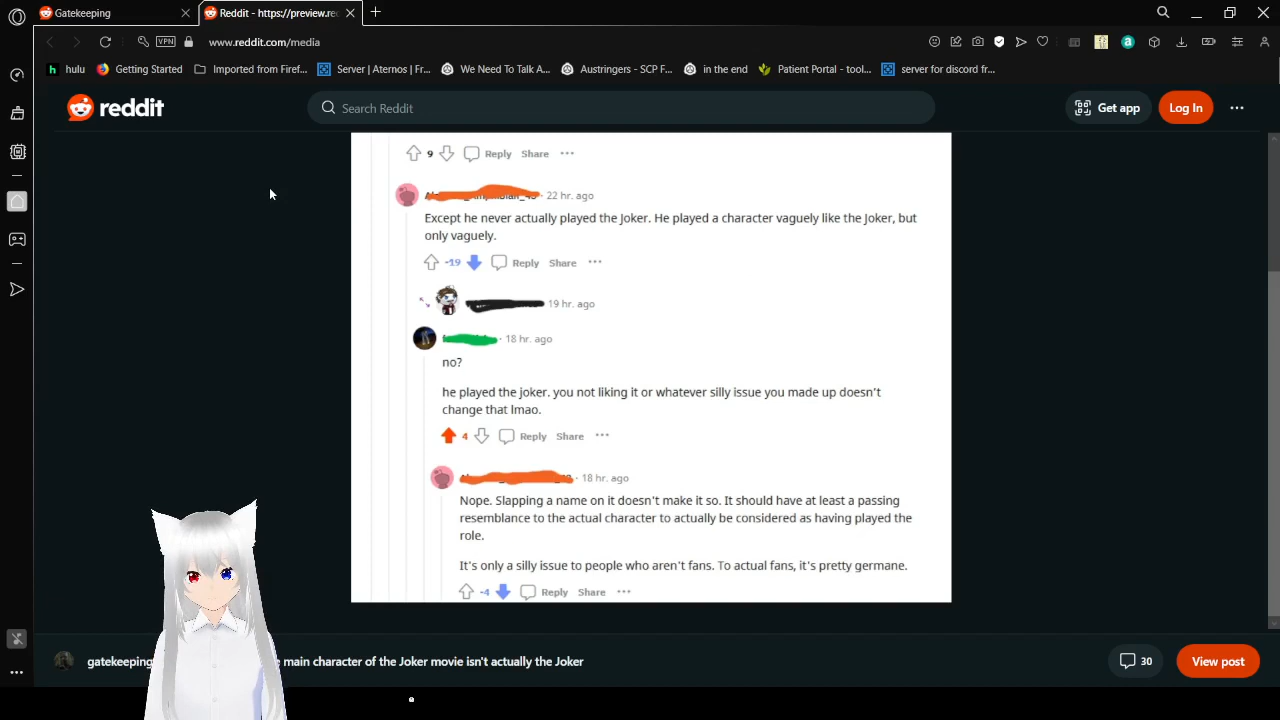 Gatekeeping
Reddit - https://preview.rec
VPN
www.reddit.com/media
hulu
Getting Started
Imported from Firef...
Server | Aternos | Fr...
We Need To Talk A...
Austringers - SCP F...
in the end
Patient Portal - tool...
server for discord fr...
reddit
Search Reddit
Get app
Log In
9 Reply Share
22 hr. ago
Except he never actually played the Joker. He played a character vaguely like the Joker, but
only vaguely.
-19 Reply Share
19 hr. ago
18 hr. ago
no?
he played the joker. you not liking it or whatever silly issue you made up doesn't
change that lmao.
4 Reply Share
18 hr. ago
Nope. Slapping a name on it doesn't make it so. It should have at least a passing
resemblance to the actual character to actually be considered as having played the
role.
It's only a silly issue to people who aren't fans. To actual fans, it's pretty germane.
-4 Reply Share
gatekeeping main character of the Joker movie isn't actually the Joker
30
View post